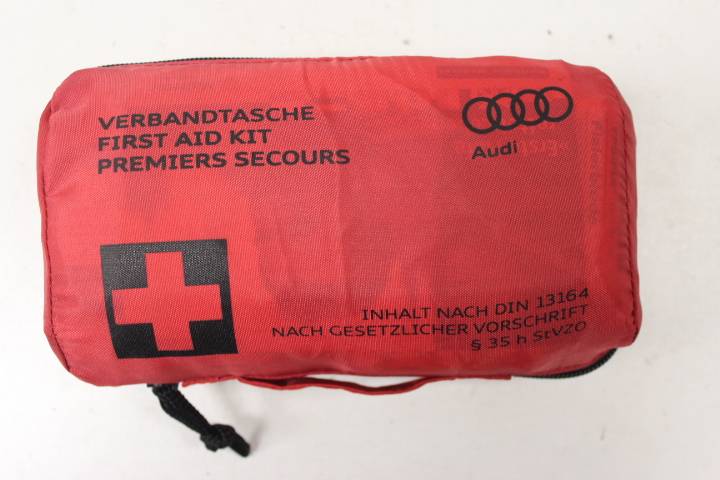 VERBANDTASCHE
FIRST AID KIT
PREMIERS SECOURS
Audi
INHALT NACH DIN 13164
NACH GESETZLICHER VORSCHRIFT
§ 35 h StVZO